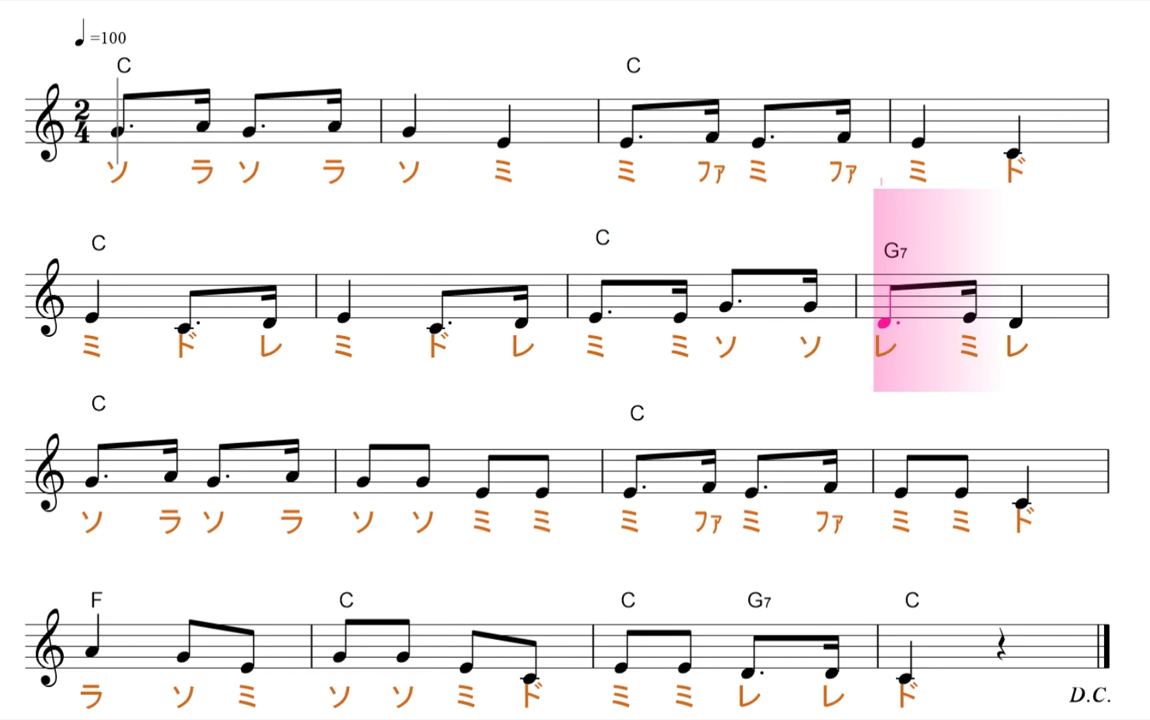 =100
C C
2
4
ソ ラ ソ ラ ソ ミ ミ ファ ミ ファ ミ ド
C C G7
ミ ド レ ミ ド レ ミ ミ ソ ソ レ ミ レ
C C
ソ ラ ソ ラ ソ ソ ミ ミ ミ ファ ミ ファ ミ ミ ド
F C C G7 C
ラ ソ ミ ソ ソ ミ ド ミ ミ レ レ ド
D.C.